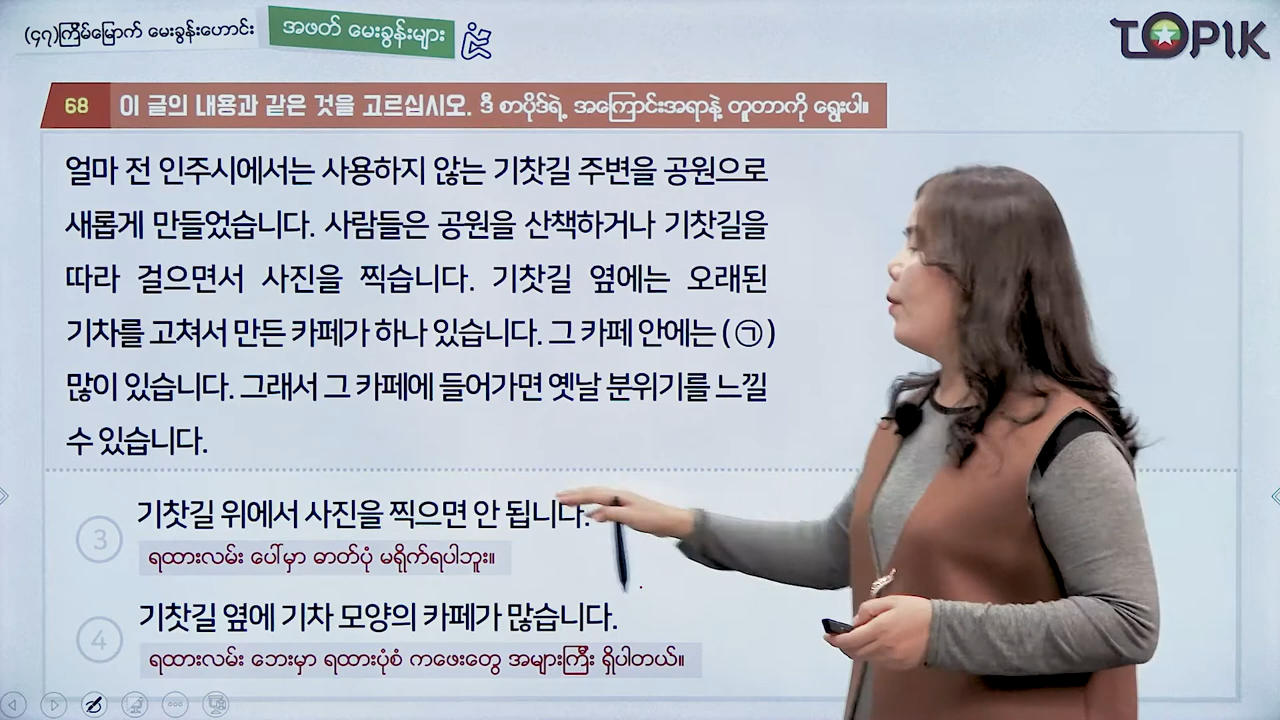 (၄၇)ကြိမ်မြောက် မေးခွန်းဟောင်း
အဖတ် မေးခွန်းများ
TOPIK
68 이 글의 내용과 같은 것을 고르십시오. ဒီ စာပိုဒ်ရဲ့ အကြောင်းအရာနဲ့ တူတာကို ရွေးပါ။
얼마 전 인주시에서는 사용하지 않는 기찻길 주변을 공원으로
새롭게 만들었습니다. 사람들은 공원을 산책하거나 기찻길을
따라 걸으면서 사진을 찍습니다. 기찻길 옆에는 오래된
기차를 고쳐서 만든 카페가 하나 있습니다. 그 카페 안에는 ( ㉠ )
많이 있습니다. 그래서 그 카페에 들어가면 옛날 분위기를 느낄
수 있습니다.
3 기찻길 위에서 사진을 찍으면 안 됩니다.
ရထားလမ်း ပေါ်မှာ ဓာတ်ပုံ မရိုက်ရပါဘူး။
4 기찻길 옆에 기차 모양의 카페가 많습니다.
ရထားလမ်း ဘေးမှာ ရထားပုံစံ ကဖေးတွေ အများကြီး ရှိပါတယ်။